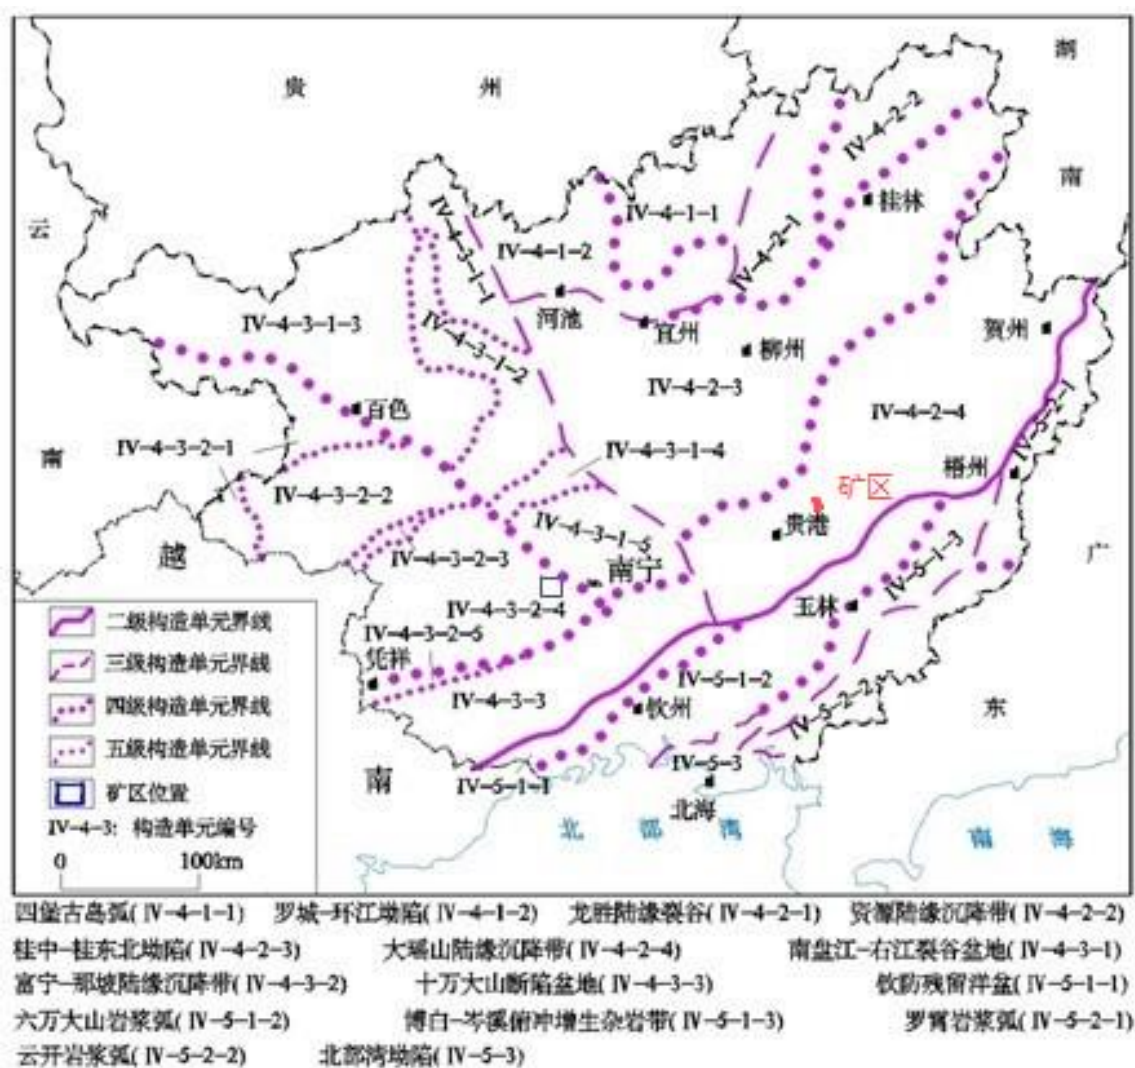 湖
贵 州
IV-4-2-2
南
桂林
云
IV-4-1-1
IV-4-3-1-1
IV-4-1-2
IV-4-2-1
河池
宜州
贺州
IV-4-3-1-3
IV-4-3-1-2
柳州
IV-4-2-3
百色
IV-4-2-4
IV-5-2-1
南
IV-4-3-2-1
IV-4-3-1-4
梧州
IV-4-3-2-2
矿区
贵港
IV-4-3-1-5
越
IV-4-3-2-3
南宁
IV-5-1-3
广
IV-4-3-2-4
玉林
二级构造单元界线
IV-4-3-2-5
三级构造单元界线
凭祥
IV-5-1-2
IV-4-3-3
四级构造单元界线
钦州
IV-5-2-2
东
五级构造单元界线
南
IV-5-3
IV-5-1-1
矿区位置
北海
IV-4-3: 构造单元编号
北 部 湾
南 海
0 100km
四堡古岛弧(IV-4-1-1) 罗城-环江坳陷(IV-4-1-2) 龙胜陆缘裂谷(IV-4-2-1) 资源陆缘沉降带(IV-4-2-2)
桂中-桂东北坳陷(IV-4-2-3) 大瑶山陆缘沉降带(IV-4-2-4) 南盘江-右江裂谷盆地(IV-4-3-1)
富宁-那坡陆缘沉降带(IV-4-3-2) 十万大山断陷盆地(IV-4-3-3) 钦防残留洋盆(IV-5-1-1)
六万大山岩浆弧(IV-5-1-2) 博白-岑溪俯冲增生杂岩带(IV-5-1-3) 罗霄岩浆弧(IV-5-2-1)
云开岩浆弧(IV-5-2-2) 北部湾坳陷(IV-5-3)